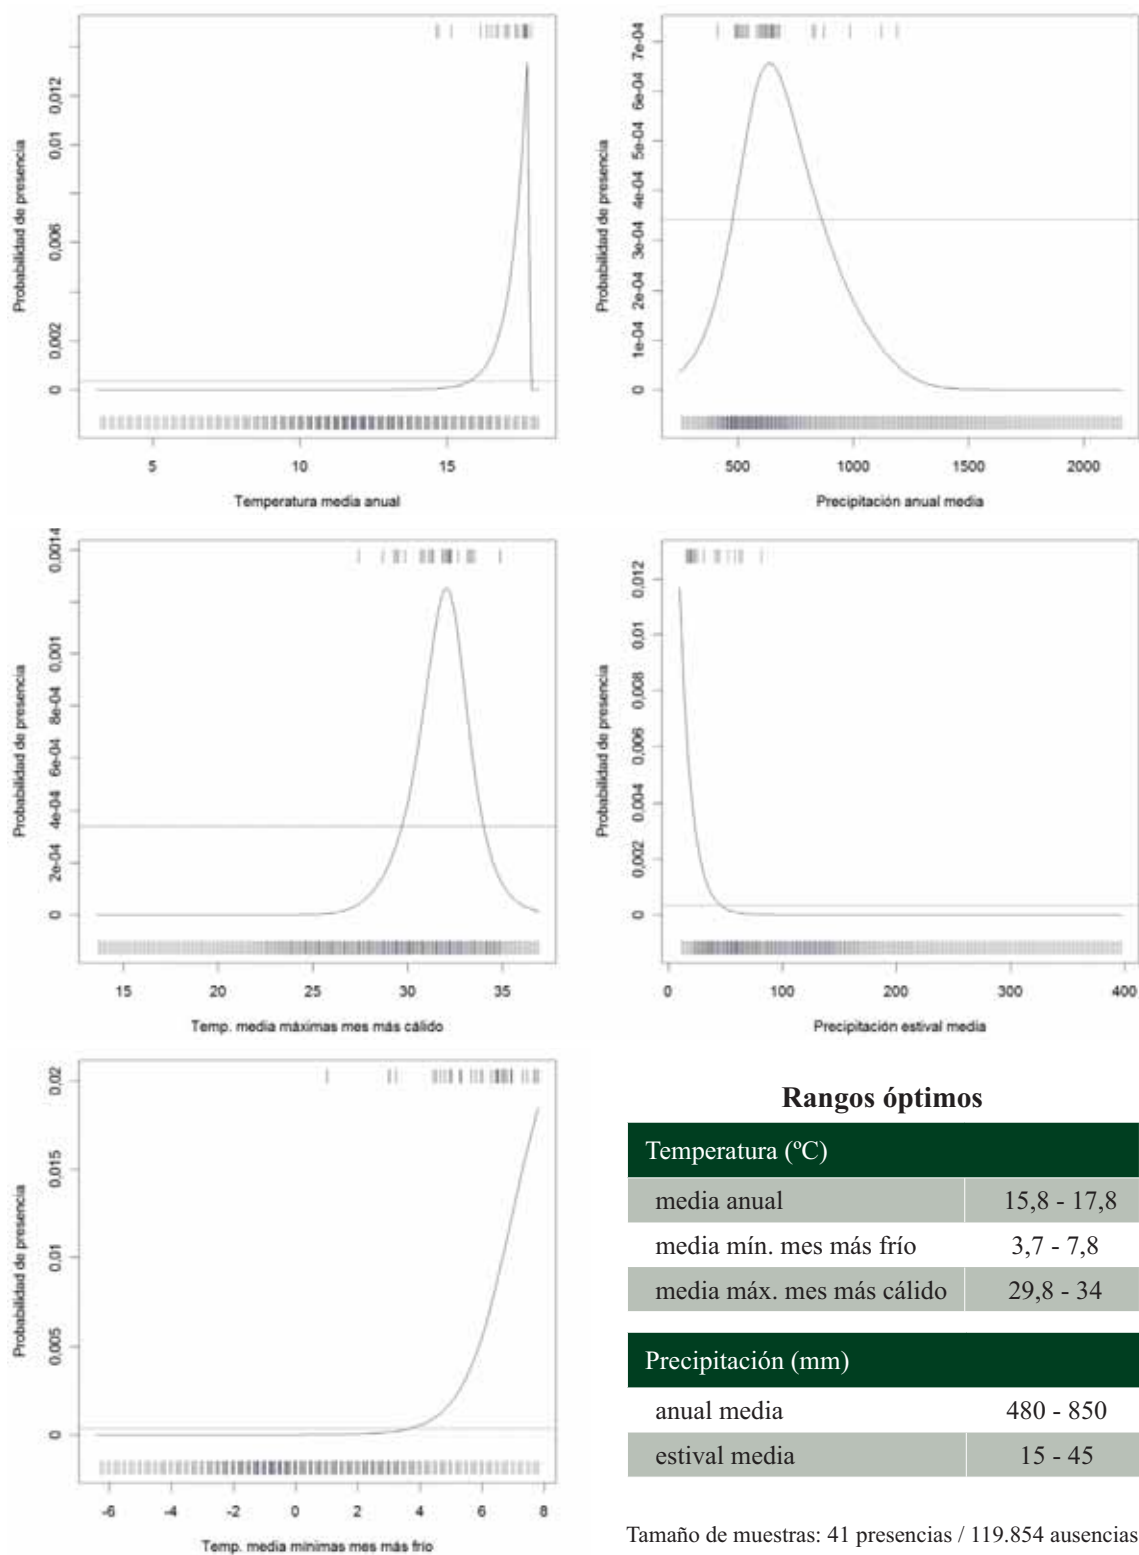 Probabilidad de presencia
0 0,002 0,006 0,01 0,012
5 10 15
Temperatura media anual
Probabilidad de presencia
0 1e-04 2e-04 3e-04 4e-04 5e-04 6e-04 7e-04
500 1000 1500 2000
Precipitación anual media
Probabilidad de presencia
0 2e-04 4e-04 6e-04 8e-04 0,001 0,0014
15 20 25 30 35
Temp. media máximas mes más cálido
Probabilidad de presencia
0 0,002 0,004 0,006 0,008 0,01 0,012
0 100 200 300 400
Precipitación estival media
Probabilidad de presencia
0 0,005 0,01 0,015 0,02
-6 -4 -2 0 2 4 6 8
Temp. media mínimas mes más frío
Rangos óptimos
Temperatura (ºC)
media anual 15,8 - 17,8
media mín. mes más frío 3,7 - 7,8
media máx. mes más cálido 29,8 - 34
Precipitación (mm)
anual media 480 - 850
estival media 15 - 45
Tamaño de muestras: 41 presencias / 119.854 ausencias